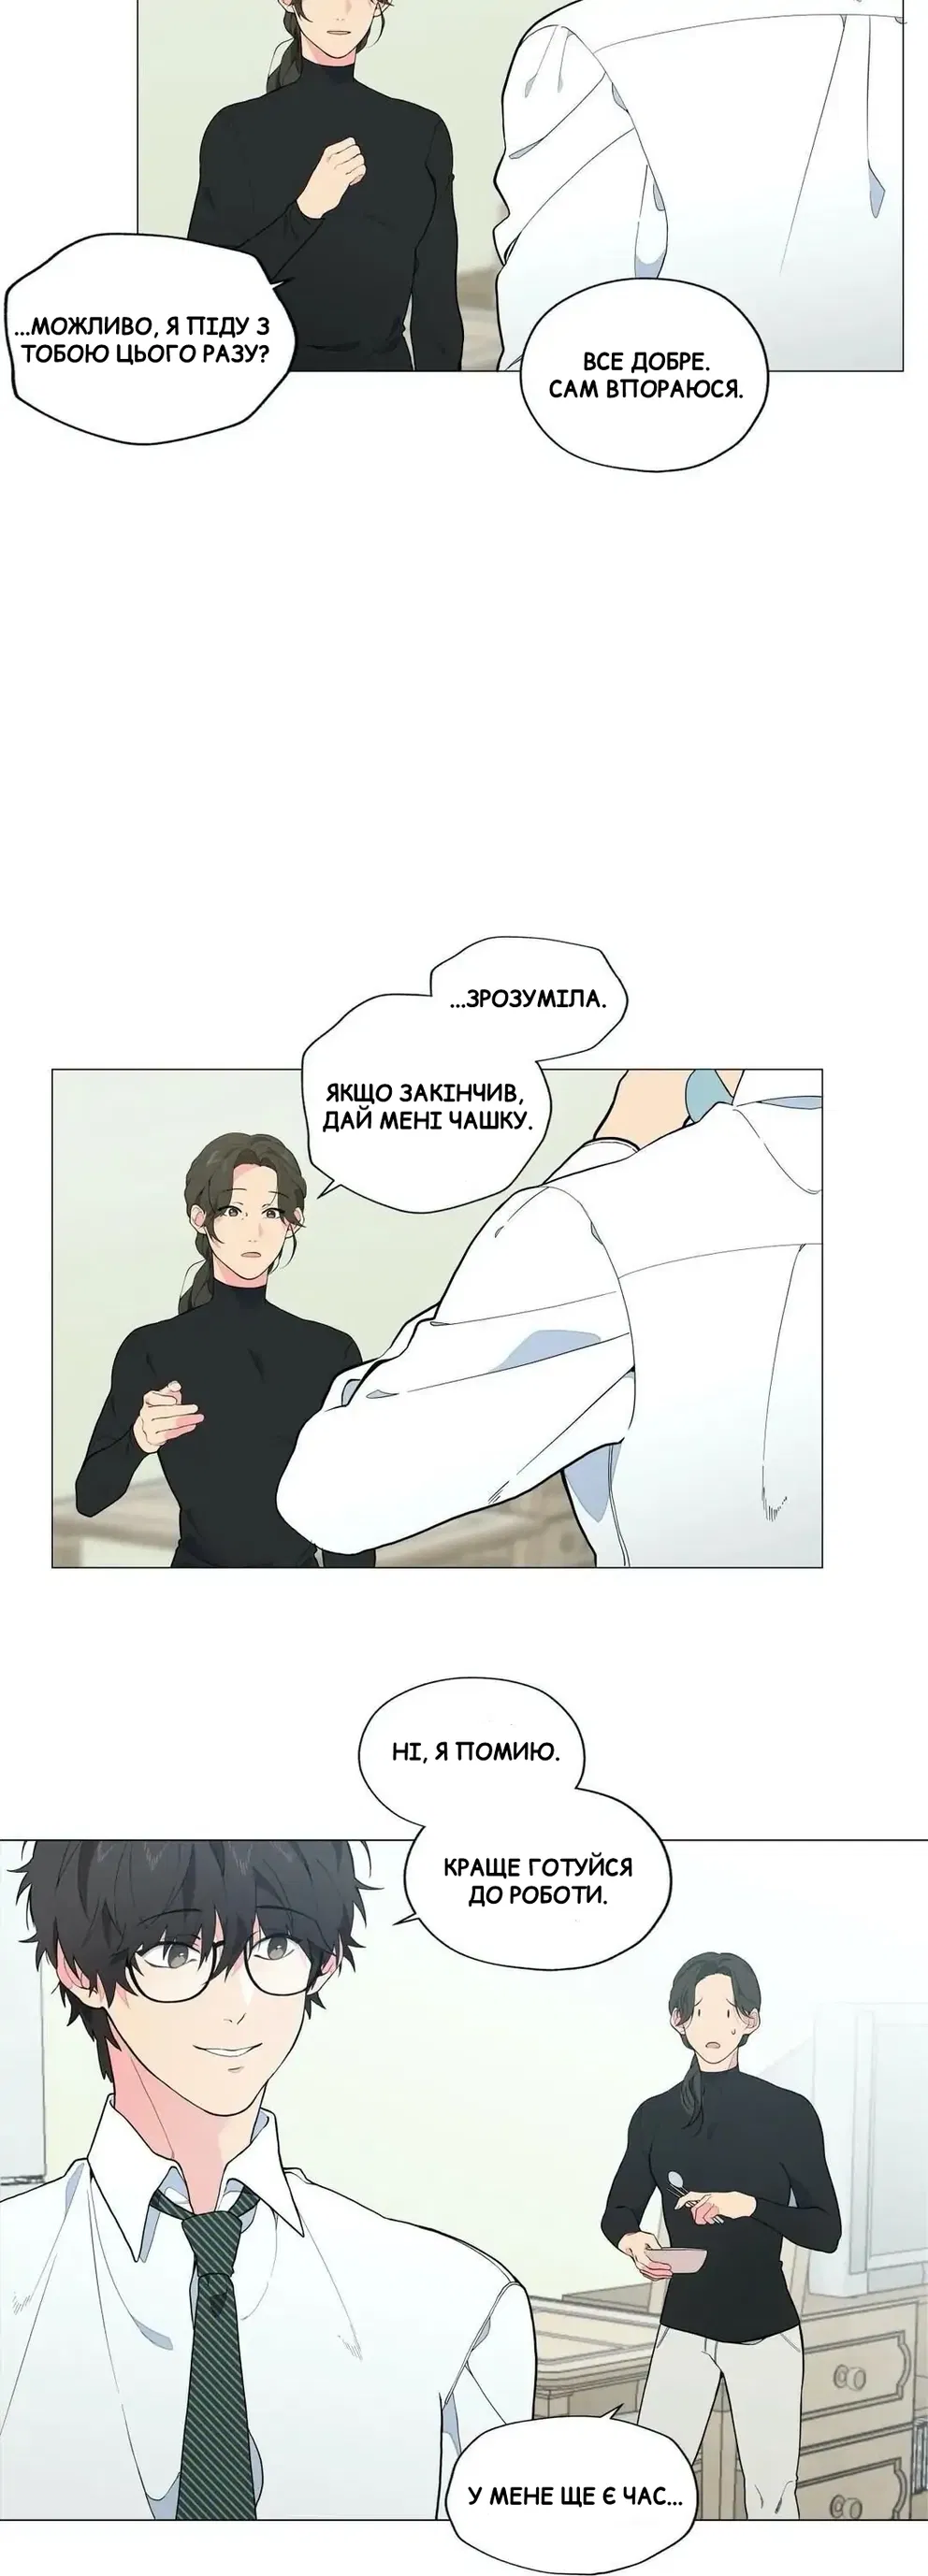 ...МОЖЛИВО, Я ПІДУ З
ТОБОЮ ЦЬОГО РАЗУ?
ВСЕ ДОБРЕ.
САМ ВПОРАЮСЯ.
...ЗРОЗУМІЛА.
ЯКЩО ЗАКІНЧИВ,
ДАЙ МЕНІ ЧАШКУ.
НІ, Я ПОМИЮ.
КРАЩЕ ГОТУЙСЯ
ДО РОБОТИ.
У МЕНЕ ЩЕ Є ЧАС...